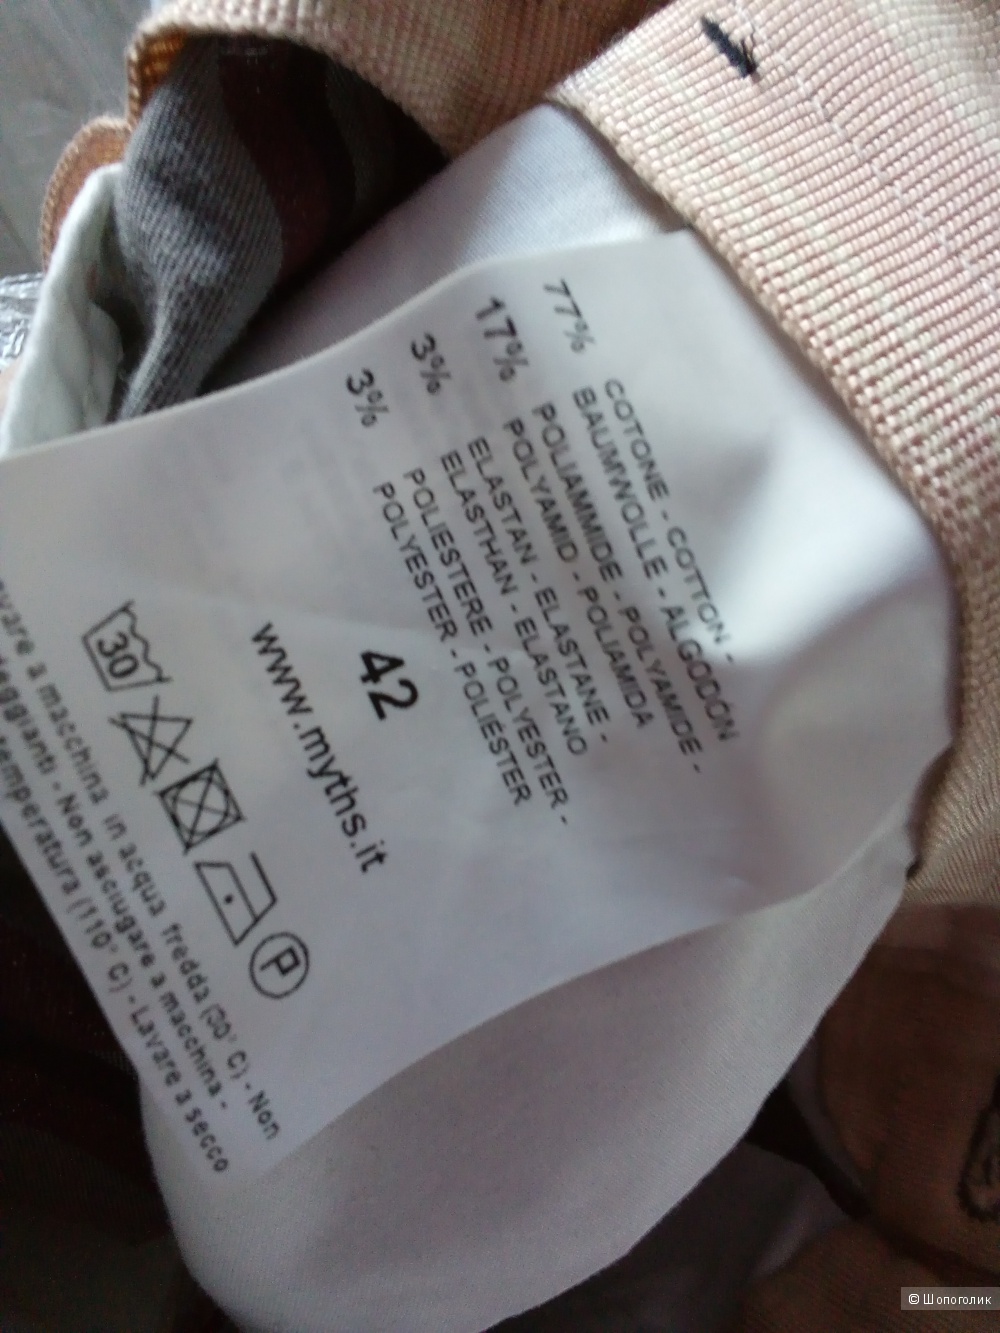 77% COTONE - COTTON -
BAUMWOLLE - ALGODÓN
17% POLIAMMIDE - POLYAMIDE -
POLYAMID - POLIAMIDA
3% ELASTAN - ELASTANE -
ELASTHAN - ELASTANO
3% POLIESTERE - POLYESTER -
POLYESTER - POLIÉSTER
42
www.myths.it
30
P
a macchina in acqua fredda (30° C) - Non
- Non asciugare a macchina -
temperatura (110° C) - Lavare a secco
© Шопоголик